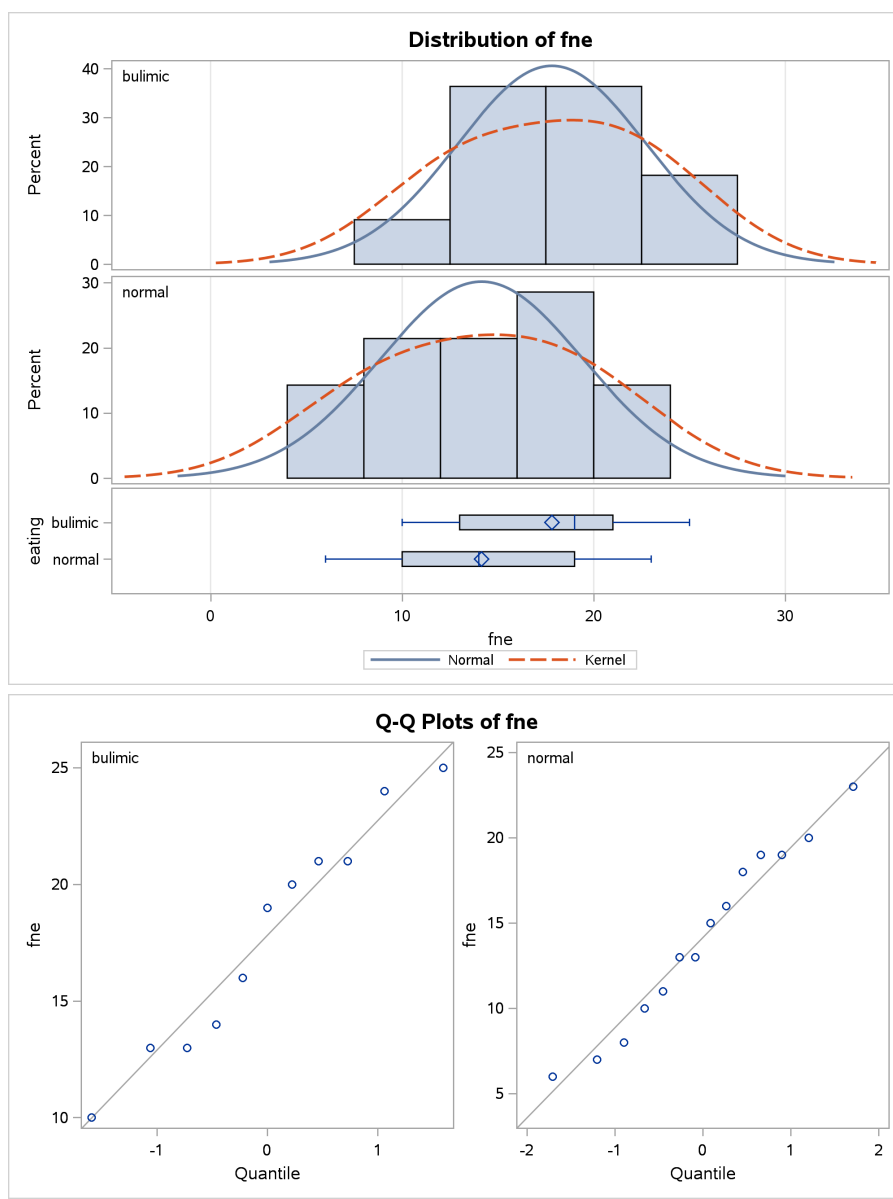 Distribution of fne
bulimic
40
30
20
10
0
Percent
normal
30
20
10
0
Percent
bulimic
normal
eating
0 10 20 30
fne
Normal Kernel
Q-Q Plots of fne
bulimic
25
20
15
10
fne
-1 0 1
Quantile
normal
25
20
15
10
5
fne
-2 -1 0 1 2
Quantile